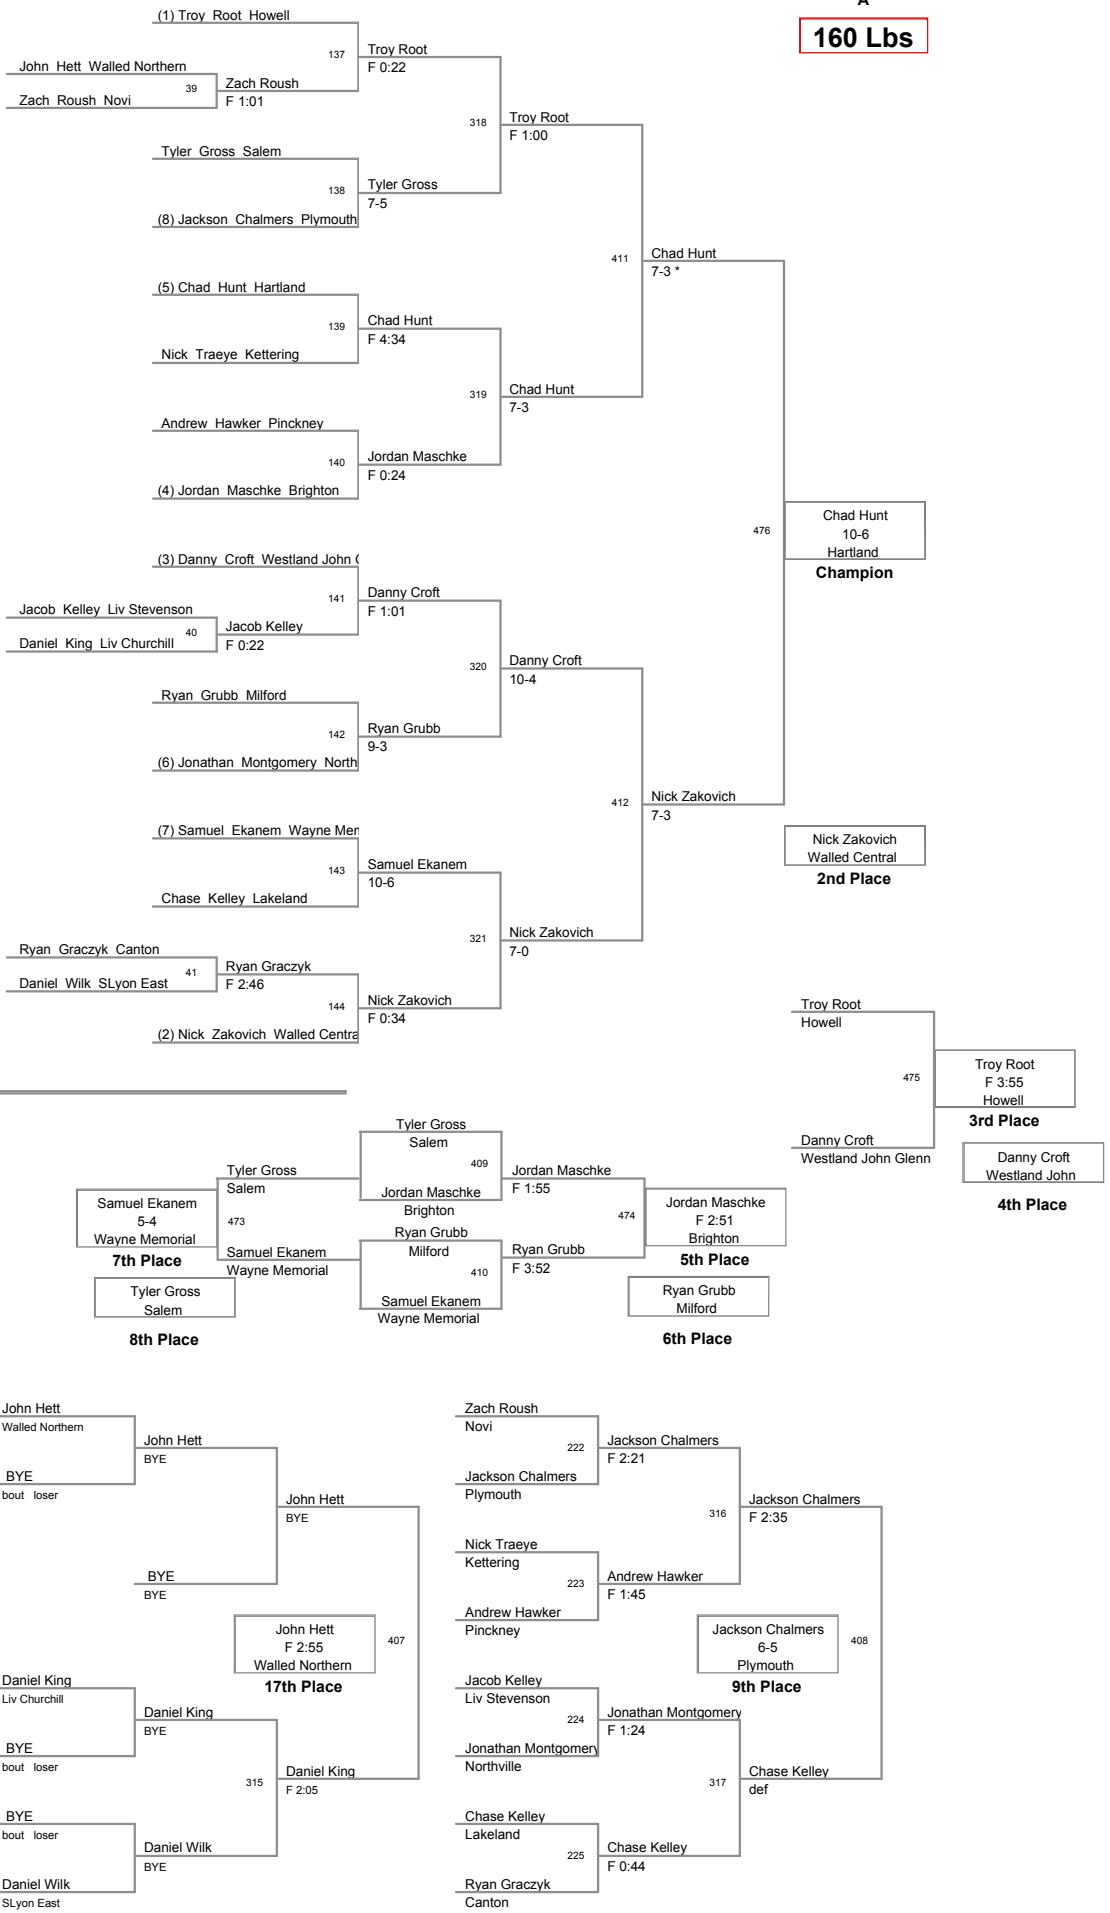 A
160 Lbs
(1) Troy Root Howell
137
Troy Root
F 0:22
John Hett Walled Northern
39
Zach Roush
F 1:01
Zach Roush Novi
318
Troy Root
F 1:00
Tyler Gross Salem
138
Tyler Gross
7-5
(8) Jackson Chalmers Plymouth
411
Chad Hunt
7-3 *
(5) Chad Hunt Hartland
139
Chad Hunt
F 4:34
Nick Traeye Kettering
319
Chad Hunt
7-3
Andrew Hawker Pinckney
140
Jordan Maschke
F 0:24
(4) Jordan Maschke Brighton
476
Chad Hunt
10-6
Hartland
Champion
(3) Danny Croft Westland John
141
Danny Croft
F 1:01
Jacob Kelley Liv Stevenson
40
Jacob Kelley
F 0:22
Daniel King Liv Churchill
320
Danny Croft
10-4
Ryan Grubb Milford
142
Ryan Grubb
9-3
(6) Jonathan Montgomery North
412
Nick Zakovich
7-3
Nick Zakovich
Walled Central
2nd Place
(7) Samuel Ekanem Wayne Mem
143
Samuel Ekanem
10-6
Chase Kelley Lakeland
321
Nick Zakovich
7-0
Ryan Graczyk Canton
41
Ryan Graczyk
F 2:46
Daniel Wilk SLyon East
144
Nick Zakovich
F 0:34
(2) Nick Zakovich Walled Centra
Troy Root
Howell
475
Troy Root
F 3:55
Howell
3rd Place
Danny Croft
Westland John Glenn
Danny Croft
Westland John
4th Place
Tyler Gross
Salem
409
Jordan Maschke
Brighton
Jordan Maschke
F 1:55
Tyler Gross
Salem
473
Samuel Ekanem
Wayne Memorial
Samuel Ekanem
5-4
Wayne Memorial
7th Place
Tyler Gross
Salem
8th Place
Ryan Grubb
Milford
410
Samuel Ekanem
Wayne Memorial
Ryan Grubb
F 3:52
474
Jordan Maschke
F 2:51
Brighton
5th Place
Ryan Grubb
Milford
6th Place
John Hett
Walled Northern
John Hett
BYE
BYE
bout loser
John Hett
BYE
BYE
BYE
John Hett
F 2:55
Walled Northern
17th Place
407
Daniel King
Liv Churchill
Daniel King
BYE
BYE
bout loser
315
Daniel King
F 2:05
BYE
bout loser
Daniel Wilk
BYE
Daniel Wilk
SLyon East
Zach Roush
Novi
222
Jackson Chalmers
F 2:21
Jackson Chalmers
Plymouth
316
Jackson Chalmers
F 2:35
Nick Traeye
Kettering
223
Andrew Hawker
F 1:45
Andrew Hawker
Pinckney
Jackson Chalmers
6-5
Plymouth
9th Place
408
Jacob Kelley
Liv Stevenson
224
Jonathan Montgomery
F 1:24
Jonathan Montgomery
Northville
317
Chase Kelley
def
Chase Kelley
Lakeland
225
Chase Kelley
F 0:44
Ryan Graczyk
Canton